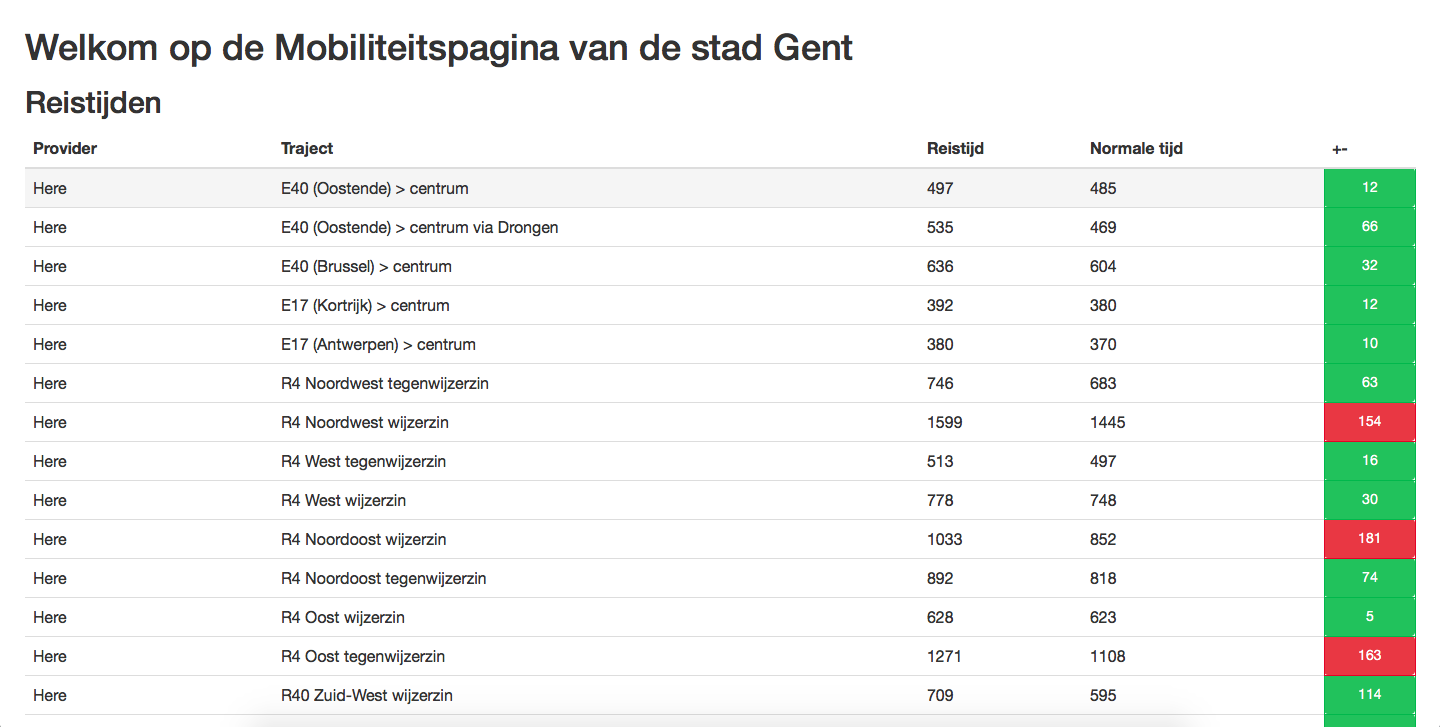 Welkom op de Mobiliteitspagina van de stad Gent
Reistijden
Provider Traject Reistijd Normale tijd +-
Here E40 (Oostende) > centrum 497 485 12
Here E40 (Oostende) > centrum via Drongen 535 469 66
Here E40 (Brussel) > centrum 636 604 32
Here E17 (Kortrijk) > centrum 392 380 12
Here E17 (Antwerpen) > centrum 380 370 10
Here R4 Noordwest tegenwijzerzin 746 683 63
Here R4 Noordwest wijzerzin 1599 1445 154
Here R4 West tegenwijzerzin 513 497 16
Here R4 West wijzerzin 778 748 30
Here R4 Noordoost wijzerzin 1033 852 181
Here R4 Noordoost tegenwijzerzin 892 818 74
Here R4 Oost wijzerzin 628 623 5
Here R4 Oost tegenwijzerzin 1271 1108 163
Here R40 Zuid-West wijzerzin 709 595 114